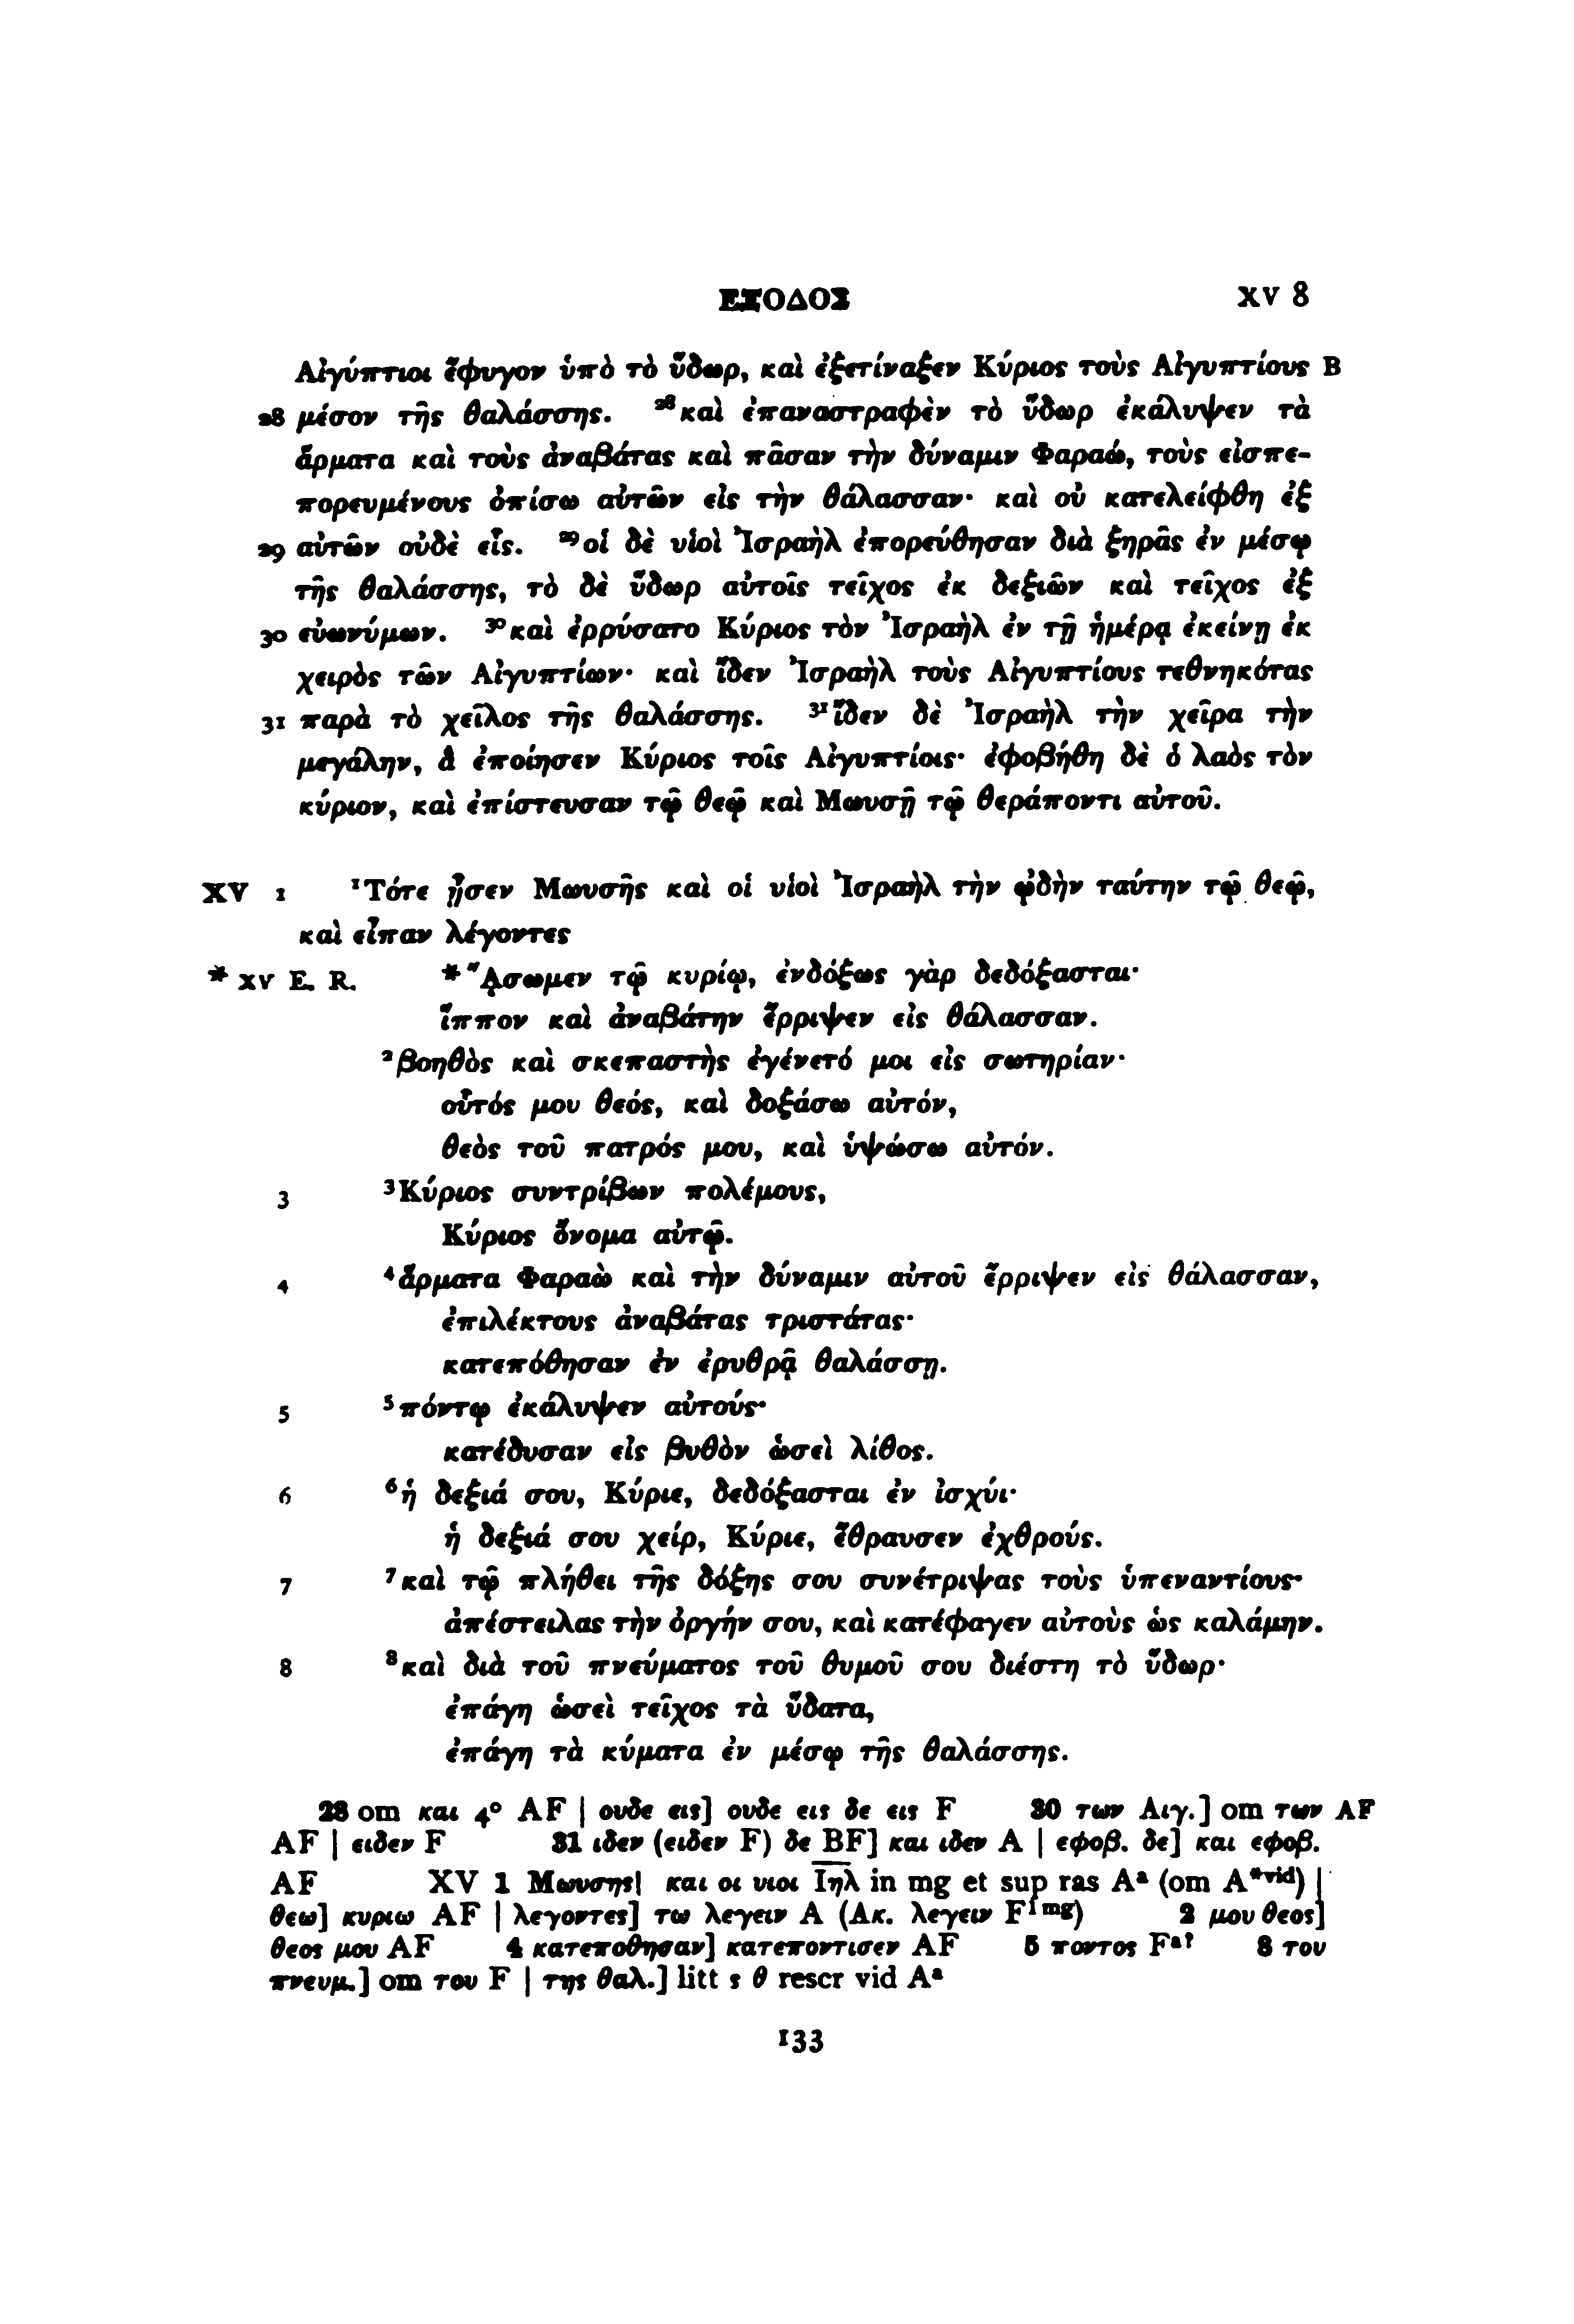 ΕΞΟΔΟΣ XV 8
Αἰγύπτιοι ἔφυγον ὑπὸ τὸ ὕδωρ, καὶ ἐξετίναξεν Κύριος τοὺς Αἰγυπτίους B
28 μέσον τῆς θαλάσσης. ²⁸καὶ ἐπαναστραφὲν τὸ ὕδωρ ἐκάλυψεν τὰ
ἅρματα καὶ τοὺς ἀναβάτας καὶ πᾶσαν τὴν δύναμιν Φαραώ, τοὺς εἰσπε-
πορευμένους ὀπίσω αὐτῶν εἰς τὴν θάλασσαν· καὶ οὐ κατελείφθη ἐξ
29 αὐτῶν οὐδὲ εἷς. ²⁹οἱ δὲ υἱοὶ Ἰσραὴλ ἐπορεύθησαν διὰ ξηρᾶς ἐν μέσῳ
τῆς θαλάσσης, τὸ δὲ ὕδωρ αὐτοῖς τεῖχος ἐκ δεξιῶν καὶ τεῖχος ἐξ
30 εὐωνύμων. ³⁰καὶ ἐρρύσατο Κύριος τὸν Ἰσραὴλ ἐν τῇ ἡμέρᾳ ἐκείνῃ ἐκ
χειρὸς τῶν Αἰγυπτίων· καὶ ἴδεν Ἰσραὴλ τοὺς Αἰγυπτίους τεθνηκότας
31 παρὰ τὸ χεῖλος τῆς θαλάσσης. ³¹ἴδεν δὲ Ἰσραὴλ τὴν χεῖρα τὴν
μεγάλην, ἃ ἐποίησεν Κύριος τοῖς Αἰγυπτίοις· ἐφοβήθη δὲ ὁ λαὸς τὸν
κύριον, καὶ ἐπίστευσαν τῷ θεῷ καὶ Μωυσῇ τῷ θεράποντι αὐτοῦ.
XV 1 ¹Τότε ᾖσεν Μωυσῆς καὶ οἱ υἱοὶ Ἰσραὴλ τὴν ᾠδὴν ταύτην τῷ θεῷ,
καὶ εἶπαν λέγοντες
* XV E. R. *ᾌσωμεν τῷ κυρίῳ, ἐνδόξως γὰρ δεδόξασται·
ἵππον καὶ ἀναβάτην ἔρριψεν εἰς θάλασσαν.
²βοηθὸς καὶ σκεπαστὴς ἐγένετό μοι εἰς σωτηρίαν·
οὗτός μου θεός, καὶ δοξάσω αὐτόν,
θεὸς τοῦ πατρός μου, καὶ ὑψώσω αὐτόν.
3 ³Κύριος συντρίβων πολέμους,
Κύριος ὄνομα αὐτῷ.
4 ⁴ἅρματα Φαραὼ καὶ τὴν δύναμιν αὐτοῦ ἔρριψεν εἰς θάλασσαν,
ἐπιλέκτους ἀναβάτας τριστάτας·
κατεπόθησαν ἐν ἐρυθρᾷ θαλάσσῃ.
5 ⁵πόντῳ ἐκάλυψεν αὐτούς·
κατέδυσαν εἰς βυθὸν ὡσεὶ λίθος.
6 ⁶ἡ δεξιά σου, Κύριε, δεδόξασται ἐν ἰσχύι·
ἡ δεξιά σου χείρ, Κύριε, ἔθραυσεν ἐχθρούς.
7 ⁷καὶ τῷ πλήθει τῆς δόξης σου συνέτριψας τοὺς ὑπεναντίους·
ἀπέστειλας τὴν ὀργήν σου, καὶ κατέφαγεν αὐτοὺς ὡς καλάμην.
8 ⁸καὶ διὰ τοῦ πνεύματος τοῦ θυμοῦ σου διέστη τὸ ὕδωρ·
ἐπάγη ὡσεὶ τεῖχος τὰ ὕδατα,
ἐπάγη τὰ κύματα ἐν μέσῳ τῆς θαλάσσης.
28 om και 4° AF | ουδε εις] ουδε εις δε εις F 30 των Αιγ.] om των AF
AF | ειδεν F 31 ιδεν (ειδεν F) δε BF] και ιδεν A | εφοβ. δε] και εφοβ.
AF XV 1 Μωυσης| και οι υιοι Ιηλ in mg et sup ras Aᵃ (om A*ᵛⁱᵈ) |
θεω] κυριω AF | λεγοντες] τω λεγειν A (Ακ. λεγειν F¹ᵐᵍ) 2 μου θεος]
θεος μου AF 4 κατεποθησαν] κατεποντισεν AF 5 ποντος Fᵃ? 8 του
πνευμ.] om του F | της θαλ.] litt ς θ rescr vid Aᵃ
133